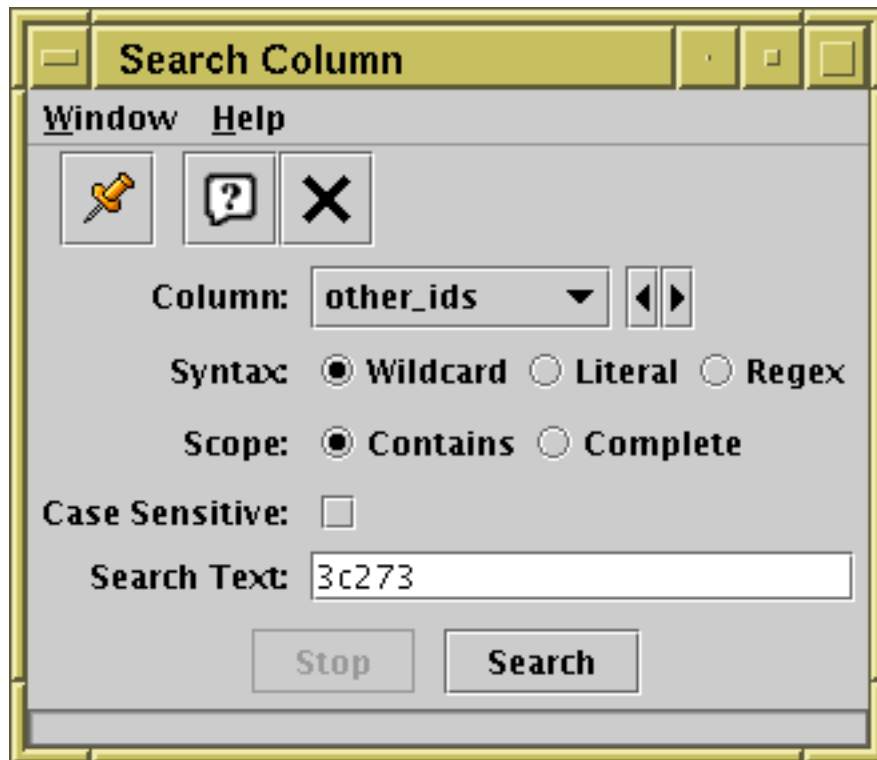 Search Column
Window Help
?
Column: other_ids
Syntax: Wildcard Literal Regex
Scope: Contains Complete
Case Sensitive:
Search Text: 3c273
Stop Search